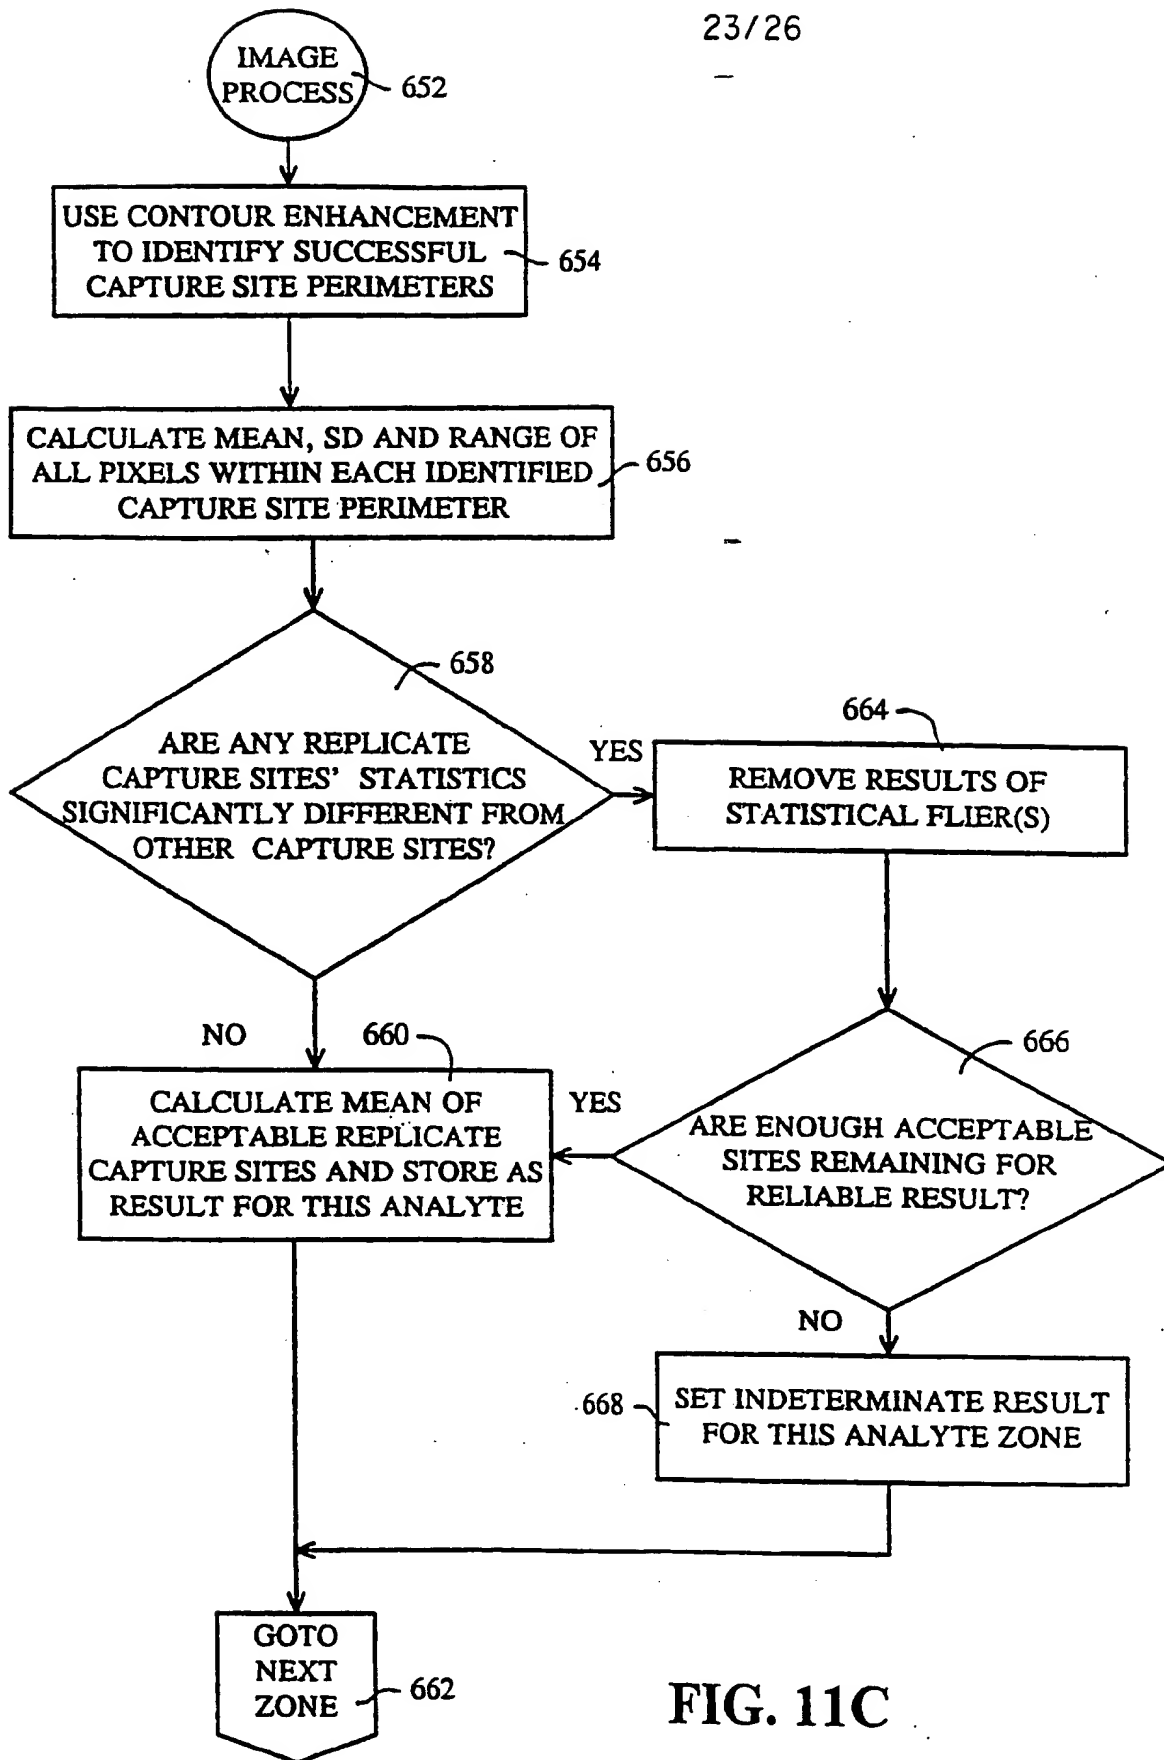 23/26
IMAGE
PROCESS
652
USE CONTOUR ENHANCEMENT
TO IDENTIFY SUCCESSFUL
CAPTURE SITE PERIMETERS
654
CALCULATE MEAN, SD AND RANGE OF
ALL PIXELS WITHIN EACH IDENTIFIED
CAPTURE SITE PERIMETER
656
658
ARE ANY REPLICATE
CAPTURE SITES' STATISTICS
SIGNIFICANTLY DIFFERENT FROM
OTHER CAPTURE SITES?
YES
664
REMOVE RESULTS OF
STATISTICAL FLIER(S)
NO
660
CALCULATE MEAN OF
ACCEPTABLE REPLICATE
CAPTURE SITES AND STORE AS
RESULT FOR THIS ANALYTE
YES
666
ARE ENOUGH ACCEPTABLE
SITES REMAINING FOR
RELIABLE RESULT?
NO
668
SET INDETERMINATE RESULT
FOR THIS ANALYTE ZONE
GOTO
NEXT
ZONE
662
FIG. 11C